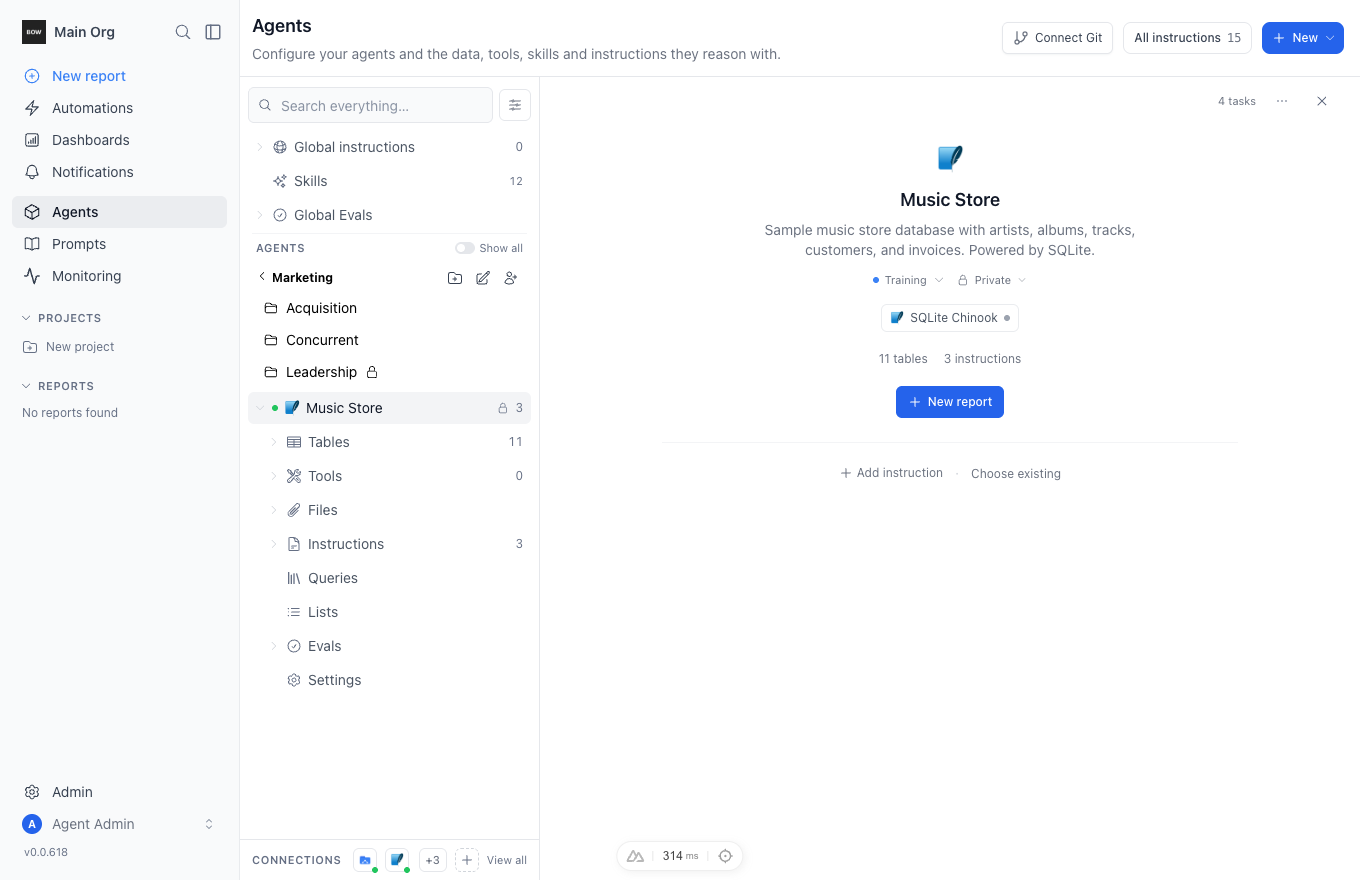 BOW
Main Org
New report
Automations
Dashboards
Notifications
Agents
Prompts
Monitoring
PROJECTS
New project
REPORTS
No reports found
Admin
A
Agent Admin
v0.0.618
Agents
Configure your agents and the data, tools, skills and instructions they reason with.
Connect Git
All instructions 15
New
Search everything...
Global instructions 0
Skills 12
Global Evals
AGENTS
Show all
Marketing
Acquisition
Concurrent
Leadership
Music Store 3
Tables 11
Tools 0
Files
Instructions 3
Queries
Lists
Evals
Settings
CONNECTIONS
+3
View all
4 tasks
Music Store
Sample music store database with artists, albums, tracks,
customers, and invoices. Powered by SQLite.
Training
Private
SQLite Chinook
11 tables 3 instructions
New report
Add instruction · Choose existing
314 ms